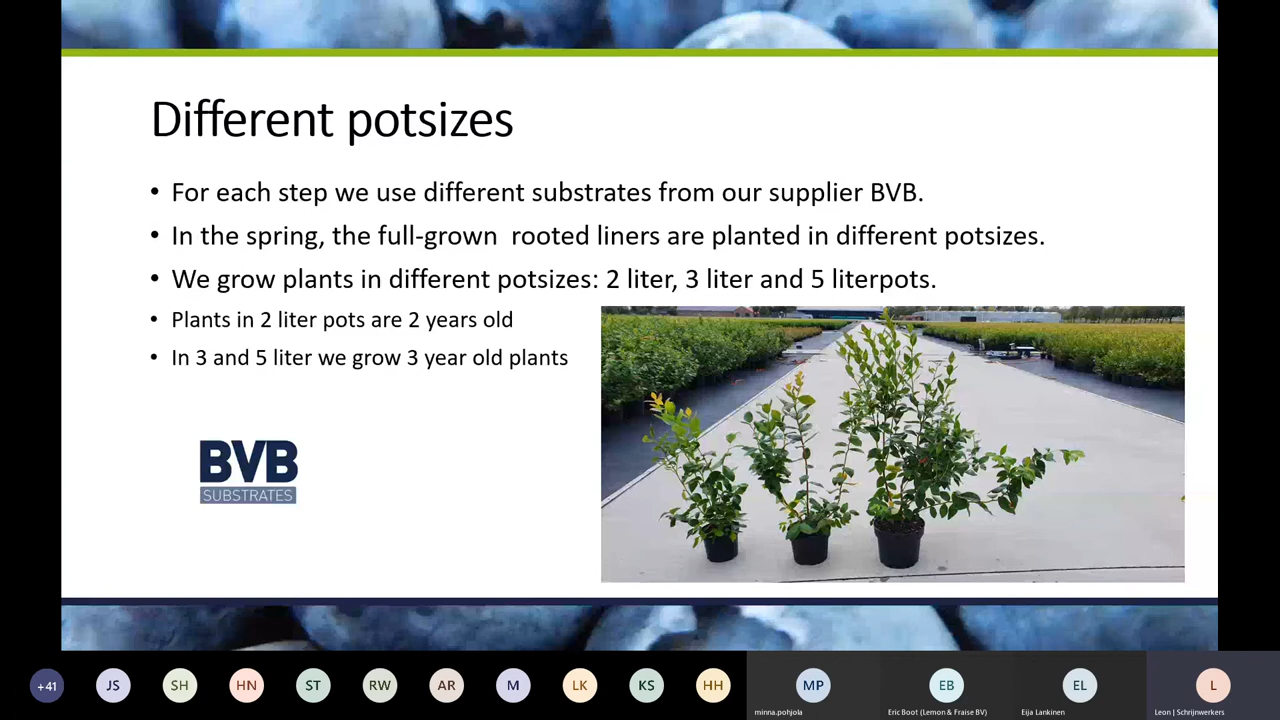 Different potsizes
• For each step we use different substrates from our supplier BVB.
• In the spring, the full-grown  rooted liners are planted in different potsizes.
• We grow plants in different potsizes: 2 liter, 3 liter and 5 literpots.
• Plants in 2 liter pots are 2 years old
• In 3 and 5 liter we grow 3 year old plants
BVB
SUBSTRATES
+41 JS SH HN ST RW AR M LK KS HH MP EB EL L
minna.pohjola Eric Boot (Lemon & Fraise BV) Eija Lankinen Leon | Schrijnwerkers